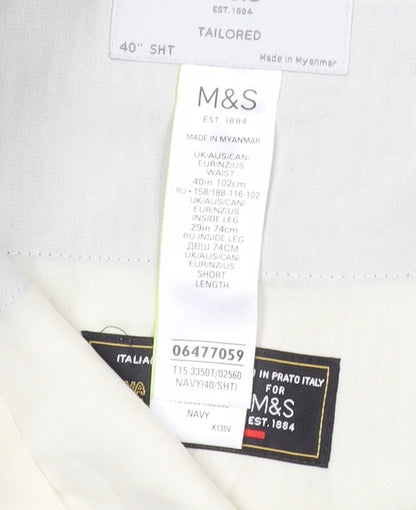 EST. 1884
TAILORED
40" SHT
Made in Myanmar
M&S
EST. 1884
MADE IN MYANMAR
UK/AUS/CAN/
EUR/NZ/US
WAIST
40in 102cm
RU • 158/188-116-102
UK/AUS/CAN/
EUR/NZ/US
INSIDE LEG
29in 74cm
RU INSIDE LEG
ДВШ 74CM
UK/AUS/CAN/
EUR/NZ/US
SHORT
LENGTH
06477059
T15 3350T/02560
NAVY(40/SHT)
NAVY
X135V
ITALIA
IN PRATO ITALY
FOR
M&S
EST. 1884